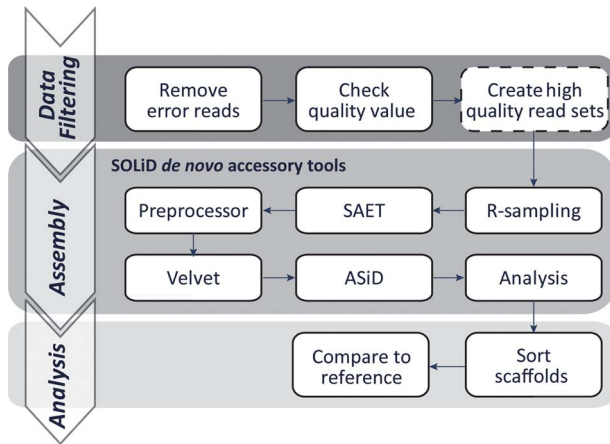 Data
Filtering
Remove
error reads
Check
quality value
Create high
quality read sets
Assembly
SOLiD de novo accessory tools
Preprocessor
SAET
R-sampling
Velvet
ASiD
Analysis
Analysis
Compare to
reference
Sort
scaffolds